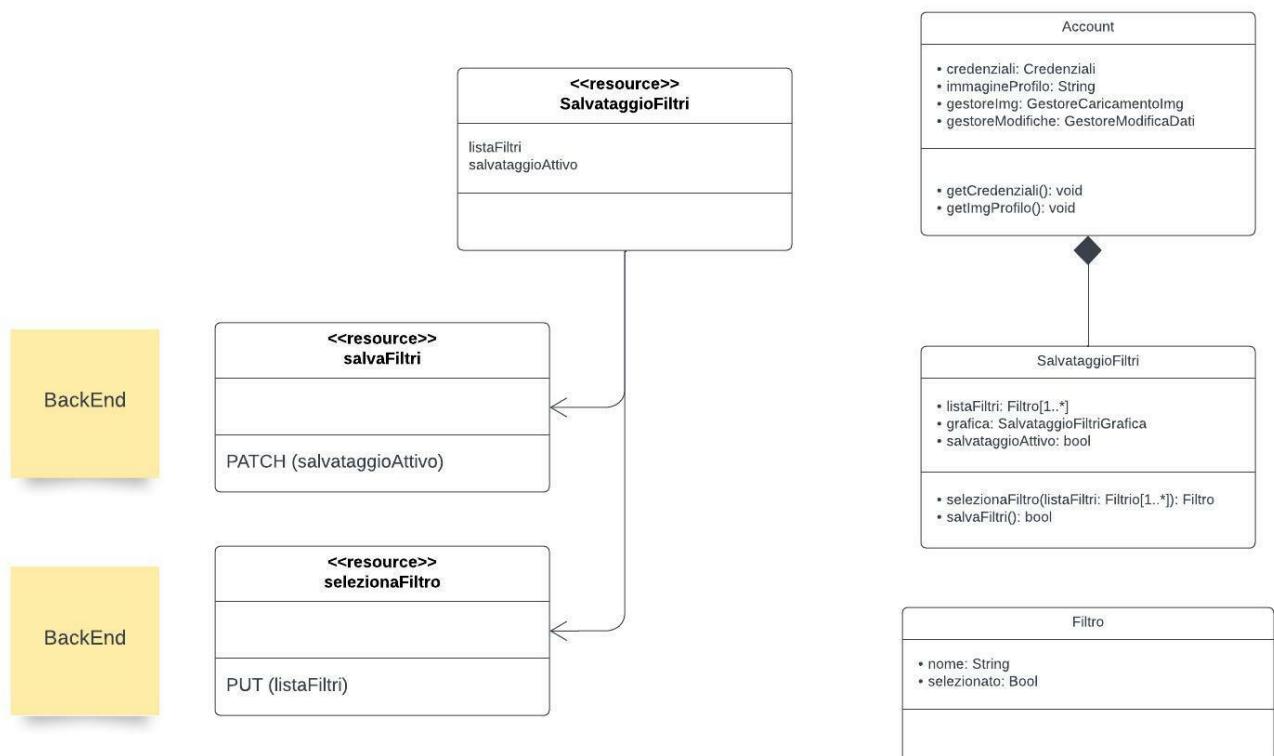 <<resource>>
SalvataggioFiltri
listaFiltri
salvataggioAttivo
BackEnd
<<resource>>
salvaFiltri
PATCH (salvataggioAttivo)
BackEnd
<<resource>>
selezionaFiltro
PUT (listaFiltri)
Account
• credenziali: Credenziali
• immagineProfilo: String
• gestoreImg: GestoreCaricamentoImg
• gestoreModifiche: GestoreModificaDati
• getCredenziali(): void
• getImgProfilo(): void
SalvataggioFiltri
• listaFiltri: Filtro[1..*]
• grafica: SalvataggioFiltriGrafica
• salvataggioAttivo: bool
• selezionaFiltro(listaFiltri: Filtrio[1..*]): Filtro
• salvaFiltri(): bool
Filtro
• nome: String
• selezionato: Bool